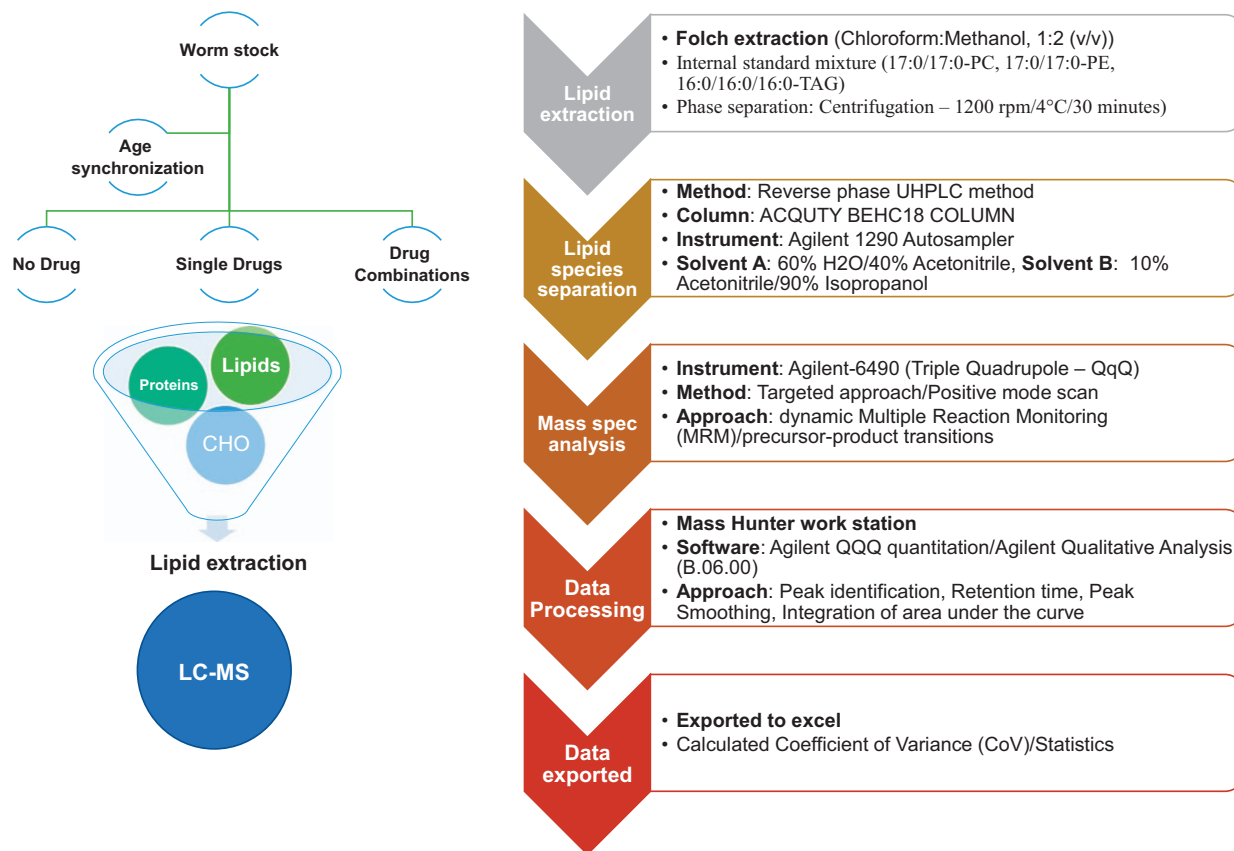 Worm stock
Age
synchronization
No Drug
Single Drugs
Drug
Combinations
Proteins
Lipids
CHO
Lipid extraction
LC-MS
Lipid
extraction
• Folch extraction (Chloroform:Methanol, 1:2 (v/v))
• Internal standard mixture (17:0/17:0-PC, 17:0/17:0-PE,
16:0/16:0/16:0-TAG)
• Phase separation: Centrifugation – 1200 rpm/4°C/30 minutes)
Lipid
species
separation
• Method: Reverse phase UHPLC method
• Column: ACQUTY BEHC18 COLUMN
• Instrument: Agilent 1290 Autosampler
• Solvent A: 60% H2O/40% Acetonitrile, Solvent B: 10%
Acetonitrile/90% Isopropanol
Mass spec
analysis
• Instrument: Agilent-6490 (Triple Quadrupole – QqQ)
• Method: Targeted approach/Positive mode scan
• Approach: dynamic Multiple Reaction Monitoring
(MRM)/precursor-product transitions
Data
Processing
• Mass Hunter work station
• Software: Agilent QQQ quantitation/Agilent Qualitative Analysis
(B.06.00)
• Approach: Peak identification, Retention time, Peak
Smoothing, Integration of area under the curve
Data
exported
• Exported to excel
• Calculated Coefficient of Variance (CoV)/Statistics